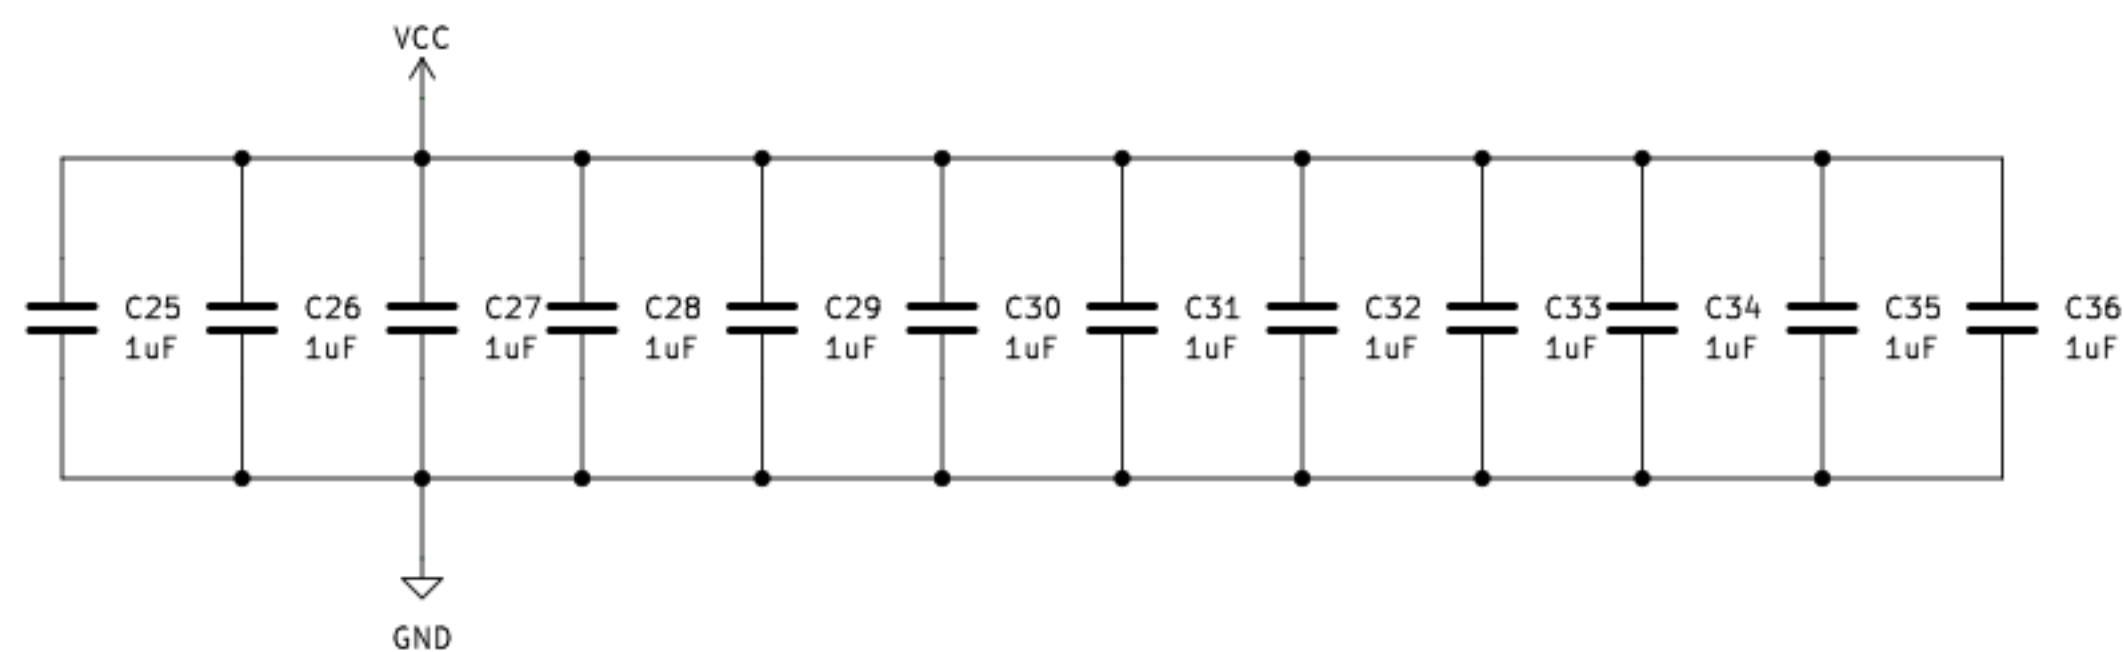 VCC
C25 C26 C27 C28 C29 C30 C31 C32 C33 C34 C35 C36
1uF 1uF 1uF 1uF 1uF 1uF 1uF 1uF 1uF 1uF 1uF 1uF
GND